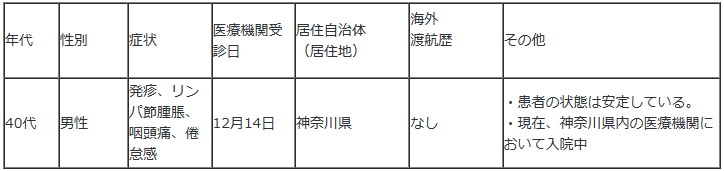 年代
性別
症状
医療機関受
診日
居住自治体
（居住地）
海外
渡航歴
その他
40代
男性
発疹、リン
パ節腫脹、
咽頭痛、倦
怠感
12月14日
神奈川県
なし
・患者の状態は安定している。
・現在、神奈川県内の医療機関に
おいて入院中